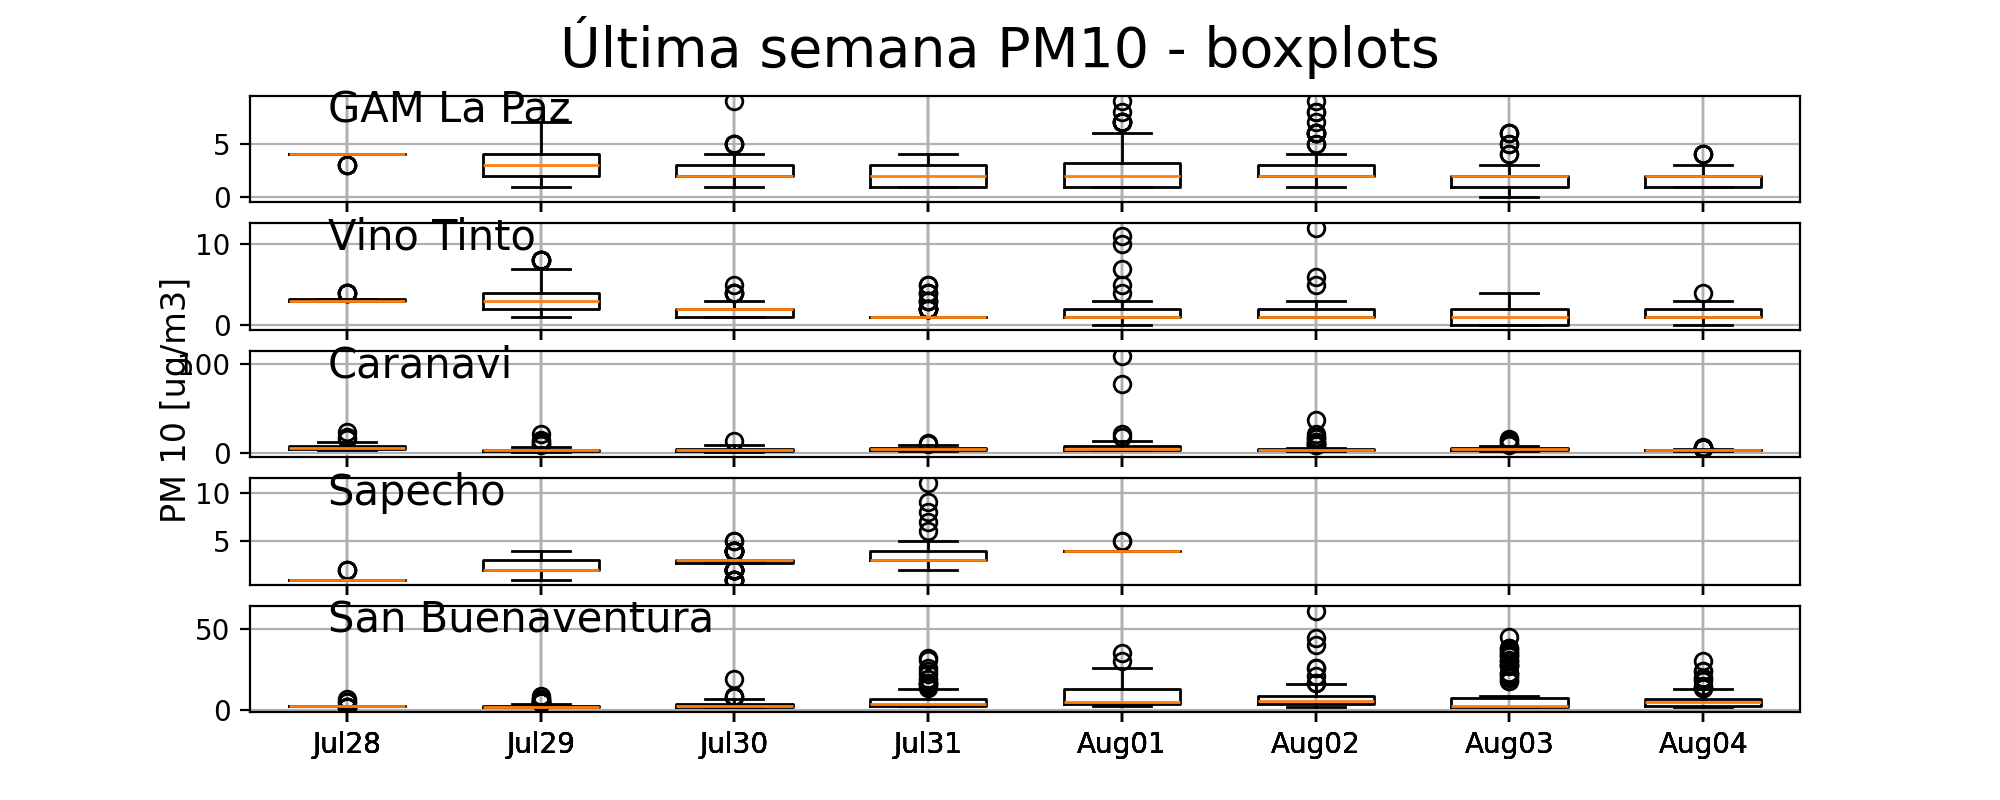 Última semana PM10 - boxplots
GAM La Paz
5
0
Vino Tinto
10
0
PM 10 [ug/m3]
Caranavi
100
0
Sapecho
10
5
San Buenaventura
50
0
Jul28 Jul29 Jul30 Jul31 Aug01 Aug02 Aug03 Aug04